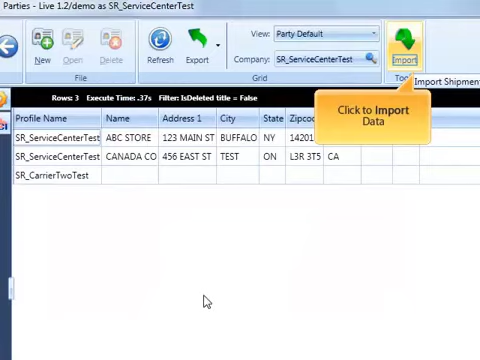 Parties - Live 1.2/demo as SR_ServiceCenterTest
New Open Delete Refresh Export View: Party Default Company: SR_ServiceCenterTest Import
File Grid
Import Shipmen
Rows: 3 Execute Time: .37s Filter: IsDeleted title = False
Click to Import
Data
Profile Name Name Address 1 City State Zipcod
SR_ServiceCenterTest ABC STORE 123 MAIN ST BUFFALO NY 14201
SR_ServiceCenterTest CANADA CO 456 EAST ST TEST ON L3R 3T5 CA
SR_CarrierTwoTest